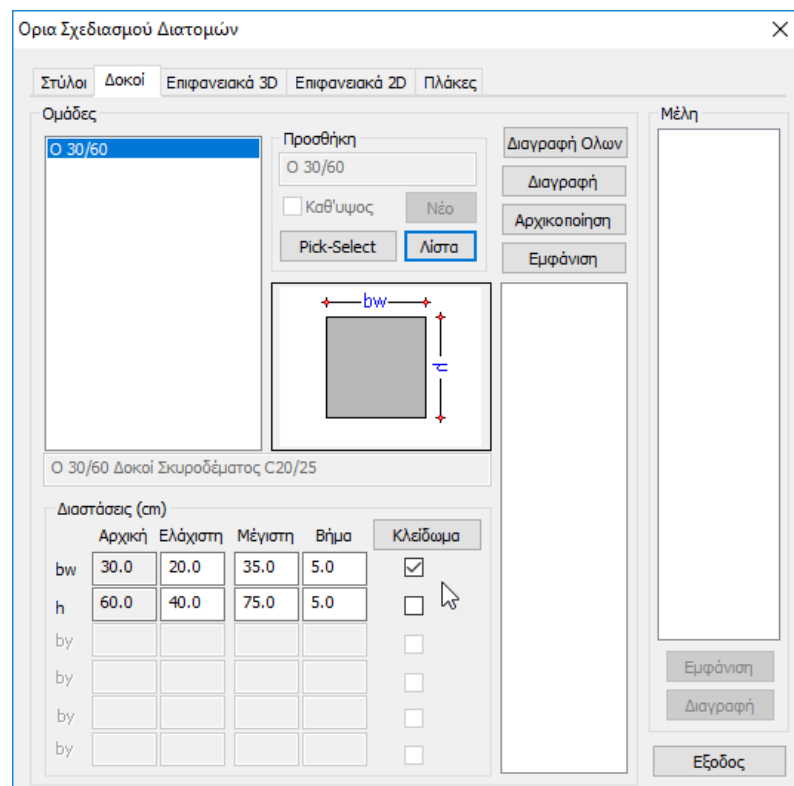 Ορια Σχεδιασμού Διατομών
Στύλοι Δοκοί Επιφανειακά 3D Επιφανειακά 2D Πλάκες
Ομάδες
Ο 30/60
Προσθήκη
Ο 30/60
Καθ'υψος Νέο
Pick-Select Λίστα
Διαγραφή Ολων
Διαγραφή
Αρχικοποίηση
Εμφάνιση
bw
h
Ο 30/60 Δοκοί Σκυροδέματος C20/25
Διαστάσεις (cm)
Αρχική Ελάχιστη Μέγιστη Βήμα Κλείδωμα
bw 30.0 20.0 35.0 5.0
h 60.0 40.0 75.0 5.0
by
by
by
by
Μέλη
Εμφάνιση
Διαγραφή
Εξοδος